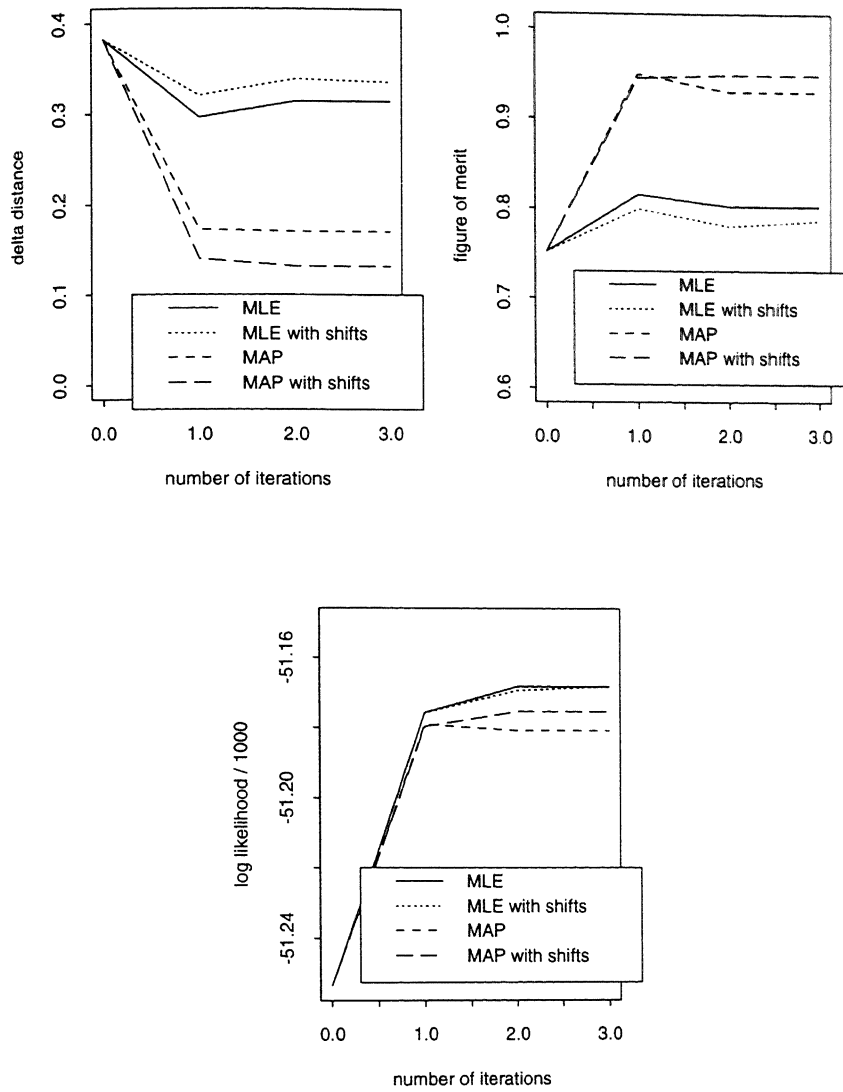 delta distance
0.4
0.3
0.2
0.1
0.0
MLE
MLE with shifts
MAP
MAP with shifts
0.0 1.0 2.0 3.0
number of iterations
figure of merit
1.0
0.9
0.8
0.7
0.6
MLE
MLE with shifts
MAP
MAP with shifts
0.0 1.0 2.0 3.0
number of iterations
log likelihood / 1000
-51.16
-51.20
-51.24
MLE
MLE with shifts
MAP
MAP with shifts
0.0 1.0 2.0 3.0
number of iterations